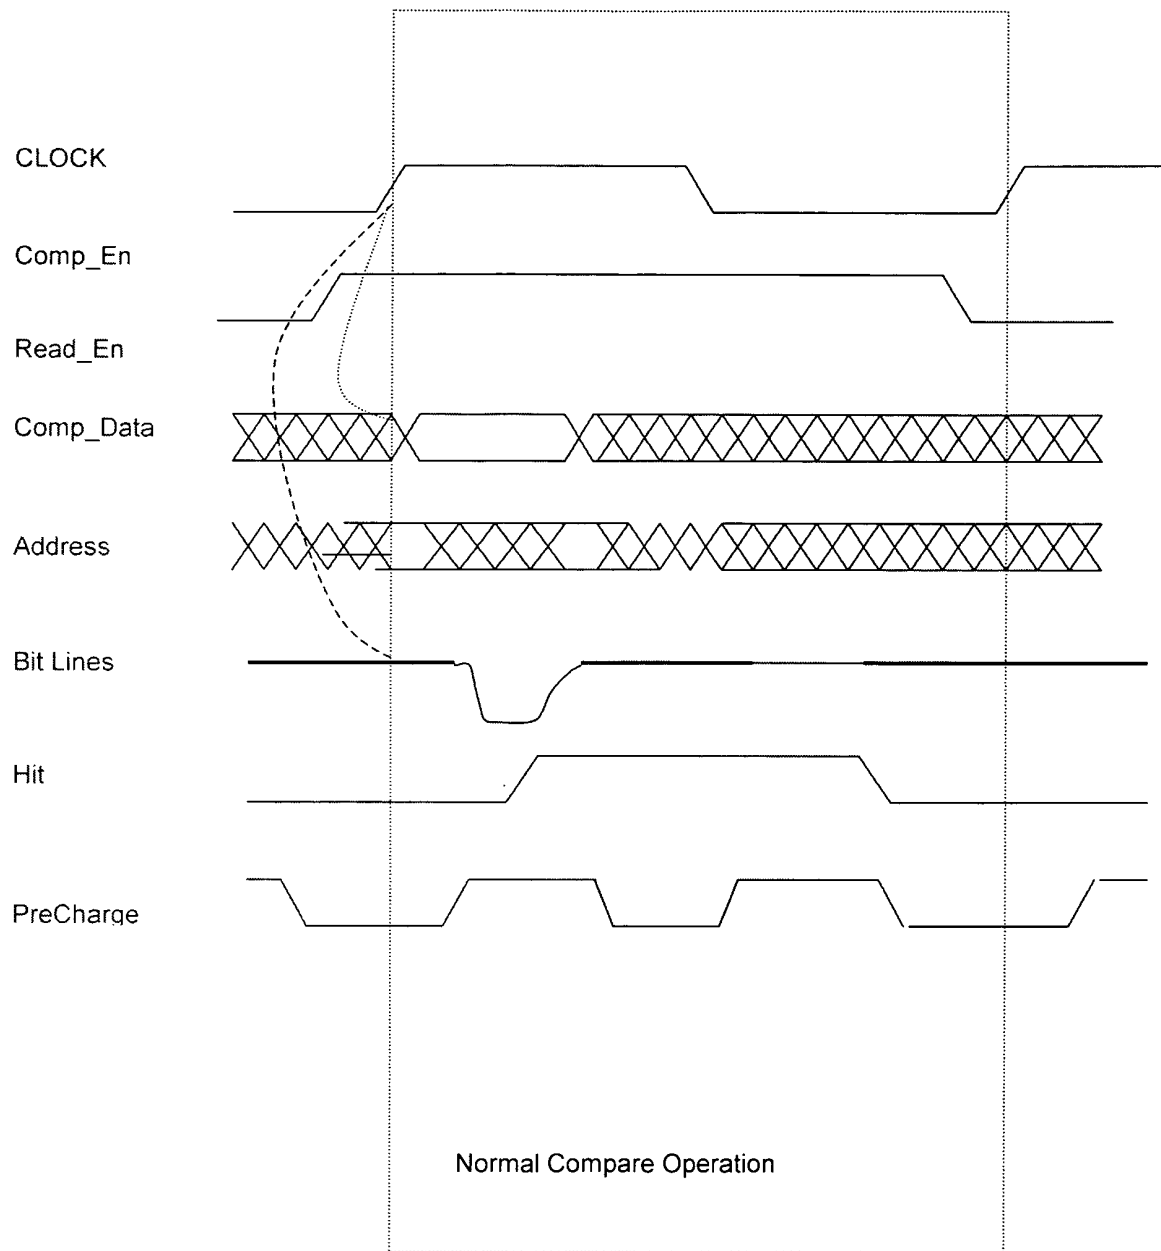 CLOCK
Comp_En
Read_En
Comp_Data
Address
Bit Lines
Hit
PreCharge
Normal Compare Operation